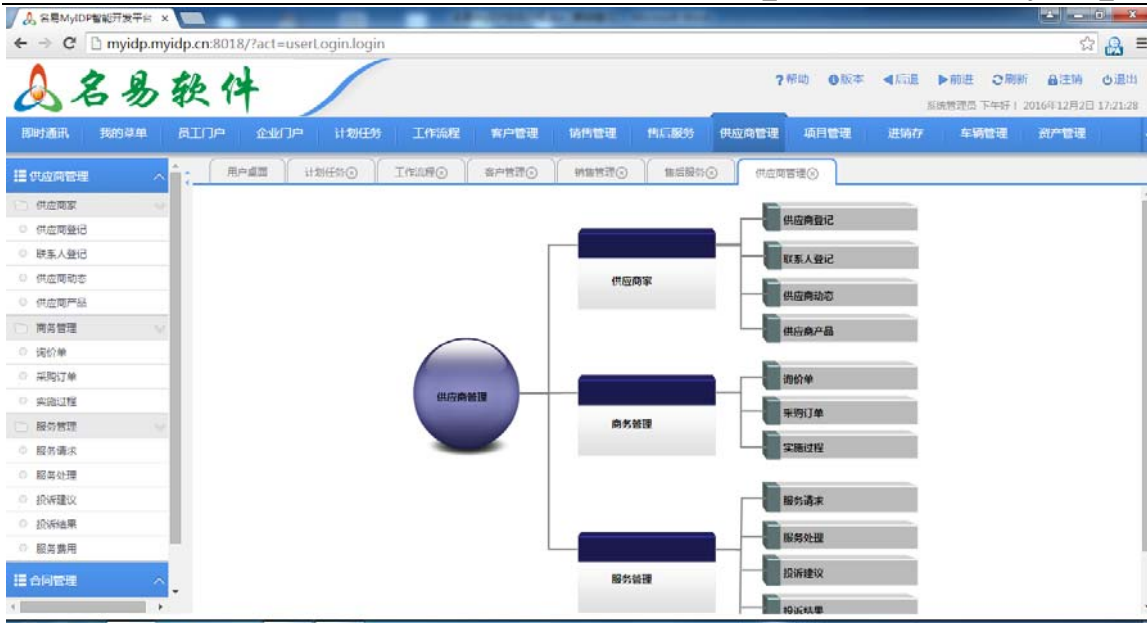 名易MyIDP智能开发平台
myidp.myidp.cn:8018/?act=userLogin.login
名易软件
帮助 版本 后退 前进 刷新 注销 退出
系统管理员 下午好! 2016年12月2日 17:21:28
即时通讯 我的菜单 员工门户 企业门户 计划任务 工作流程 客户管理 销售管理 售后服务 供应商管理 项目管理 进销存 车辆管理 资产管理
用户桌面 计划任务 工作流程 客户管理 销售管理 售后服务 供应商管理
供应商管理
供应商家
供应商登记
联系人登记
供应商动态
供应商产品
商务管理
询价单
采购订单
实施过程
服务管理
服务请求
服务处理
投诉建议
投诉结果
服务费用
合同管理
供应商管理
供应商家
供应商登记
联系人登记
供应商动态
供应商产品
商务管理
询价单
采购订单
实施过程
服务管理
服务请求
服务处理
投诉建议
投诉结果